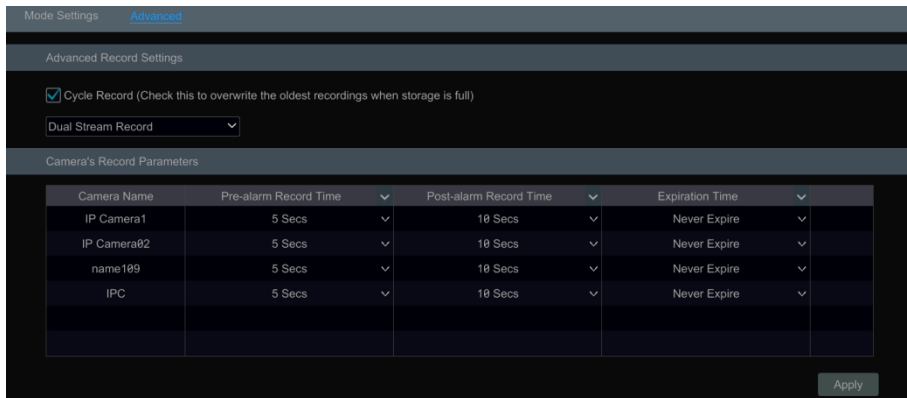 Mode Settings Advanced
Advanced Record Settings
Cycle Record (Check this to overwrite the oldest recordings when storage is full)
Dual Stream Record
Camera's Record Parameters
Camera Name Pre-alarm Record Time Post-alarm Record Time Expiration Time
IP Camera1 5 Secs 10 Secs Never Expire
IP Camera02 5 Secs 10 Secs Never Expire
name109 5 Secs 10 Secs Never Expire
IPC 5 Secs 10 Secs Never Expire
Apply